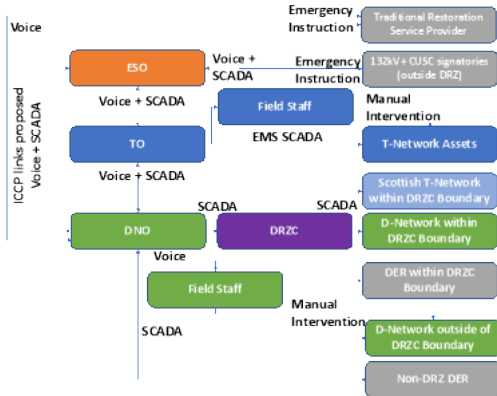 Voice
Emergency
Instruction
Traditional Restoration
Service Provider
ESO
Voice +
SCADA
Emergency
Instruction
132kV+ CUSC signatories
(outside DRZ)
Voice + SCADA
Field Staff
Manual
Intervention
ICCP links proposed
Voice + SCADA
TO
EMS SCADA
T-Network Assets
Voice + SCADA
Scottish T-Network
within DRZC Boundary
SCADA
SCADA
DNO
DRZC
D-Network within
DRZC Boundary
Voice
Field Staff
DER within DRZC
Boundary
Manual
Intervention
SCADA
D-Network outside of
DRZC Boundary
Non-DRZ DER